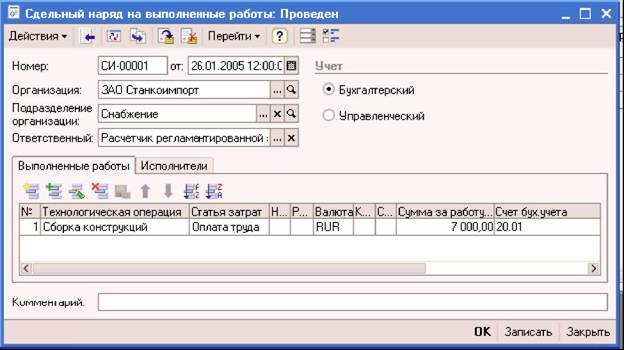 Сдельный наряд на выполненные работы: Проведен
Действия Перейти
Номер: СИ-00001 от: 26.01.2005 12:00:0 Учет
Организация: ЗАО Станкоимпорт ... Бухгалтерский
Подразделение
организации: Снабжение ... Управленческий
Ответственный: Расчетчик регламентированной з ...
Выполненные работы Исполнители
№ Технологическая операция Статья затрат Н... Р... Валюта К... С... Сумма за работу... Счет бух.учета
1 Сборка конструкций Оплата труда RUR 7 000,00 20.01
Комментарий:
OK Записать Закрыть